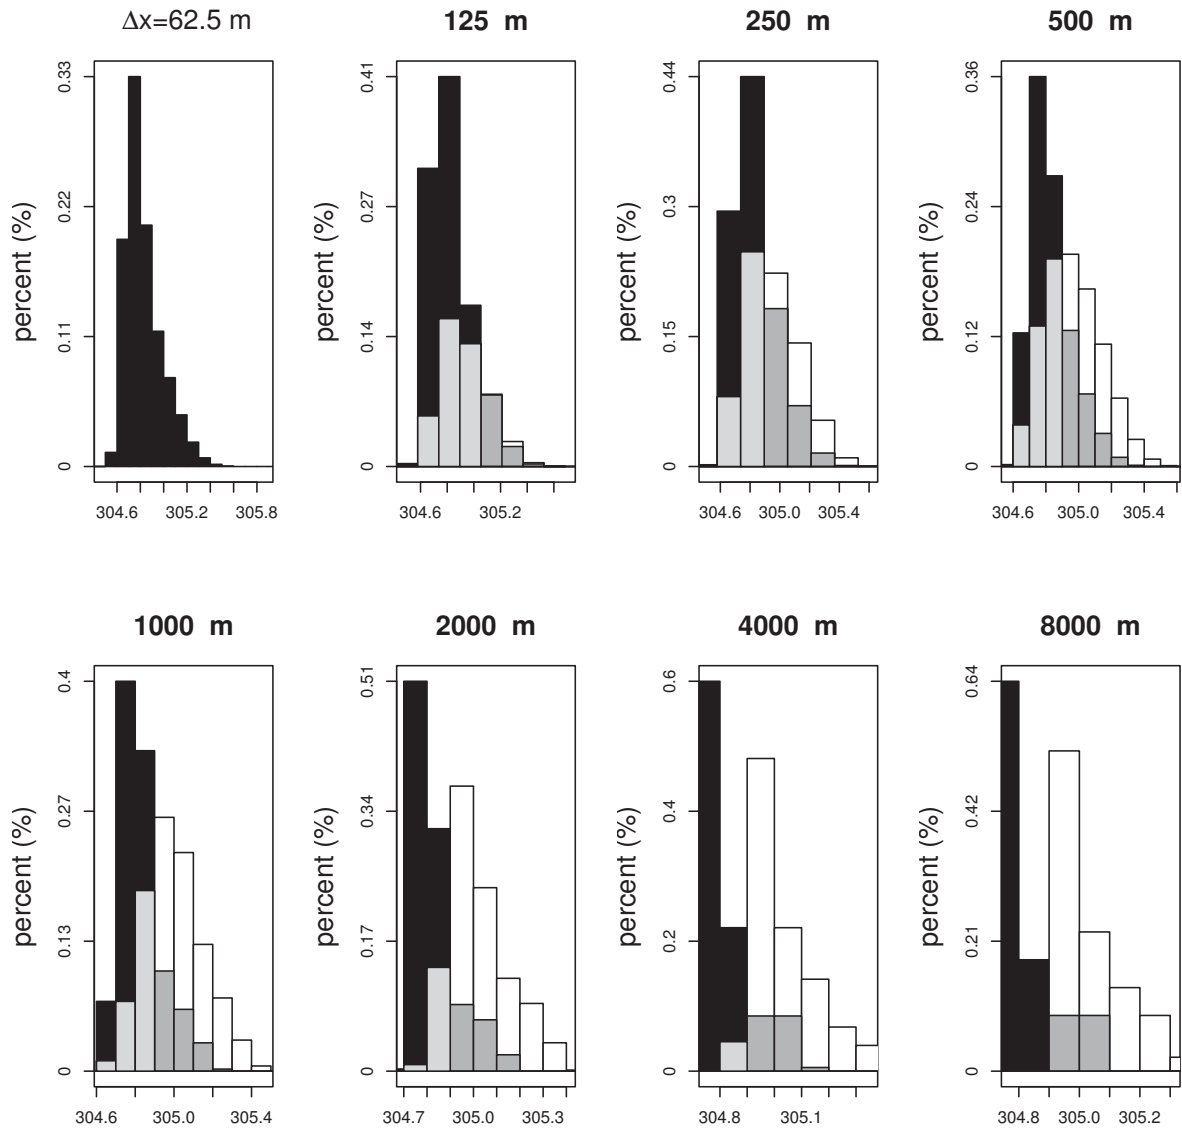 Δx=62.5 m
percent (%)
0 0.11 0.22 0.33
304.6 305.2 305.8
125 m
percent (%)
0 0.14 0.27 0.41
304.6 305.2
250 m
percent (%)
0 0.15 0.3 0.44
304.6 305.0 305.4
500 m
percent (%)
0 0.12 0.24 0.36
304.6 305.0 305.4
1000 m
percent (%)
0 0.13 0.27 0.4
304.6 305.0 305.4
2000 m
percent (%)
0 0.17 0.34 0.51
304.7 305.0 305.3
4000 m
percent (%)
0 0.2 0.4 0.6
304.8 305.1
8000 m
percent (%)
0 0.21 0.42 0.64
304.8 305.0 305.2